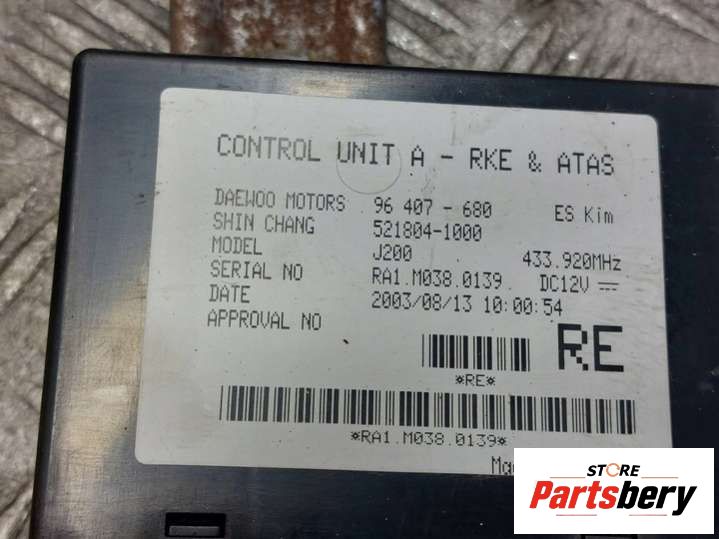 CONTROL UNIT A - RKE & ATAS
DAEWOO MOTORS 96 407 - 680 ES Kim
SHIN CHANG 521804-1000
MODEL J200 433.920MHz
SERIAL NO RA1.M038.0139 DC12V
DATE 2003/08/13 10:00:54
APPROVAL NO
RE
*RE*
*RA1.M038.0139*
STORE
Partsbery